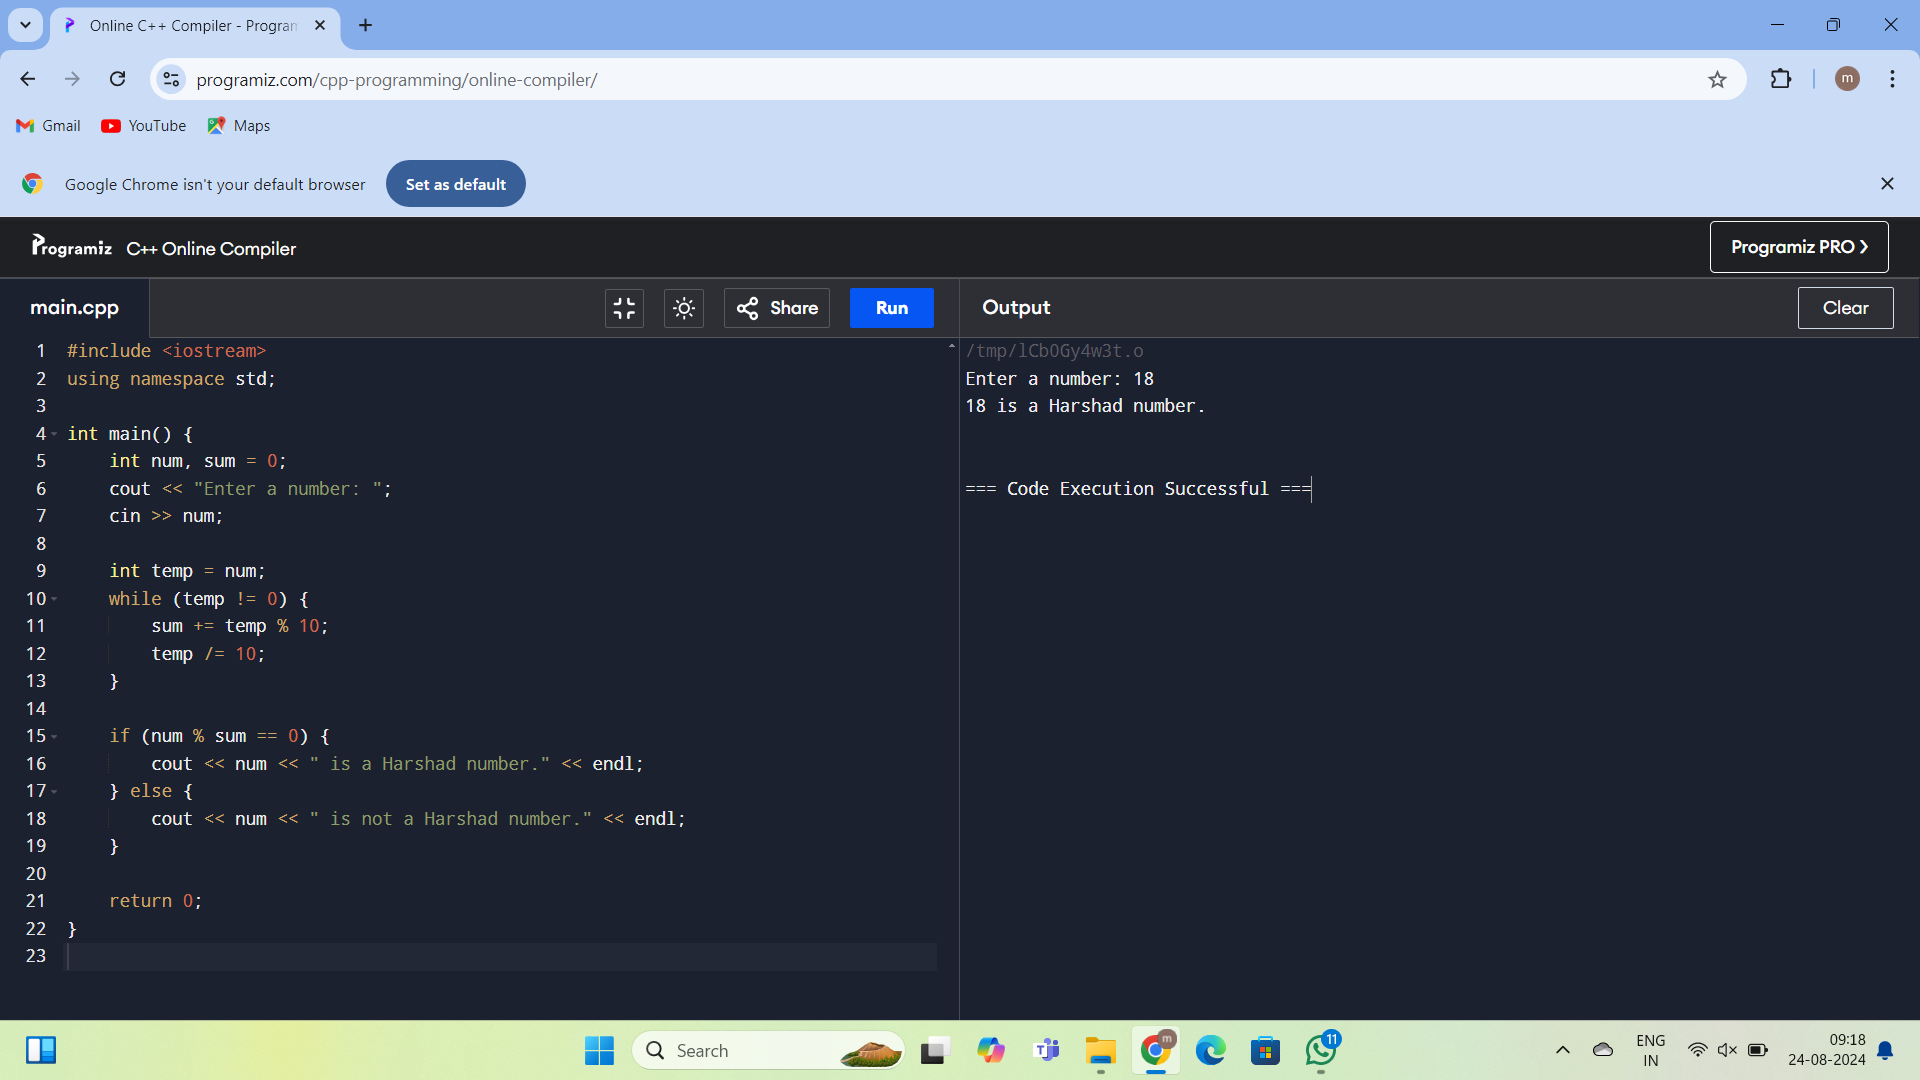 Online C++ Compiler - Program
programiz.com/cpp-programming/online-compiler/
m
Gmail
YouTube
Maps
Google Chrome isn't your default browser
Set as default
Programiz
C++ Online Compiler
Programiz PRO
main.cpp
Share
Run
Output
Clear
1 #include <iostream>
2 using namespace std;
3
4 int main() {
5     int num, sum = 0;
6     cout << "Enter a number: ";
7     cin >> num;
8
9     int temp = num;
10     while (temp != 0) {
11         sum += temp % 10;
12         temp /= 10;
13     }
14
15     if (num % sum == 0) {
16         cout << num << " is a Harshad number." << endl;
17     } else {
18         cout << num << " is not a Harshad number." << endl;
19     }
20
21     return 0;
22 }
23
/tmp/lCb0Gy4w3t.o
Enter a number: 18
18 is a Harshad number.
=== Code Execution Successful ===
Search
m
11
ENG
IN
09:18
24-08-2024